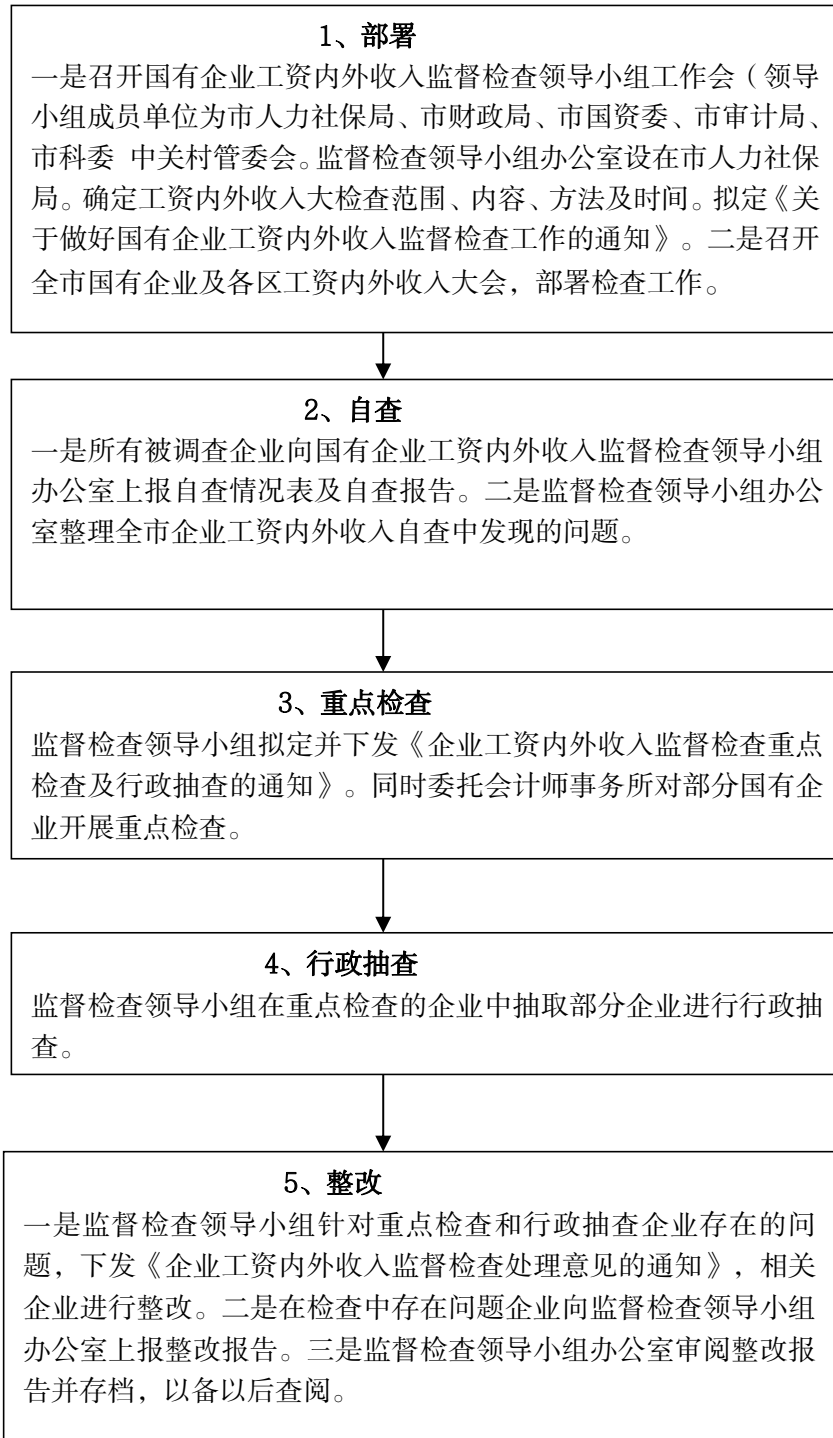 1、部署
一是召开国有企业工资内外收入监督检查领导小组工作会（领导
小组成员单位为市人力社保局、市财政局、市国资委、市审计局、
市科委 中关村管委会。监督检查领导小组办公室设在市人力社保
局。确定工资内外收入大检查范围、内容、方法及时间。拟定《关
于做好国有企业工资内外收入监督检查工作的通知》。二是召开
全市国有企业及各区工资内外收入大会，部署检查工作。
2、自查
一是所有被调查企业向国有企业工资内外收入监督检查领导小组
办公室上报自查情况表及自查报告。二是监督检查领导小组办公
室整理全市企业工资内外收入自查中发现的问题。
3、重点检查
监督检查领导小组拟定并下发《企业工资内外收入监督检查重点
检查及行政抽查的通知》。同时委托会计师事务所对部分国有企
业开展重点检查。
4、行政抽查
监督检查领导小组在重点检查的企业中抽取部分企业进行行政抽
查。
5、整改
一是监督检查领导小组针对重点检查和行政抽查企业存在的问
题，下发《企业工资内外收入监督检查处理意见的通知》，相关
企业进行整改。二是在检查中存在问题企业向监督检查领导小组
办公室上报整改报告。三是监督检查领导小组办公室审阅整改报
告并存档，以备以后查阅。